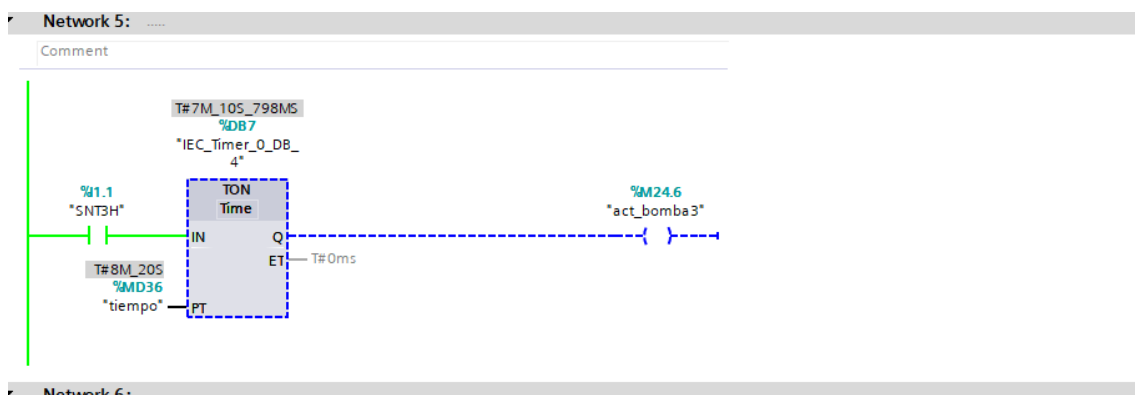 Network 5: .....
Comment
T#7M_10S_798MS
%DB7
"IEC_Timer_0_DB_
4"
%I1.1
"SNT3H"
TON
Time
%M24.6
"act_bomba3"
IN
Q
ET
T#0ms
T#8M_20S
%MD36
"tiempo"
PT
Network 6: